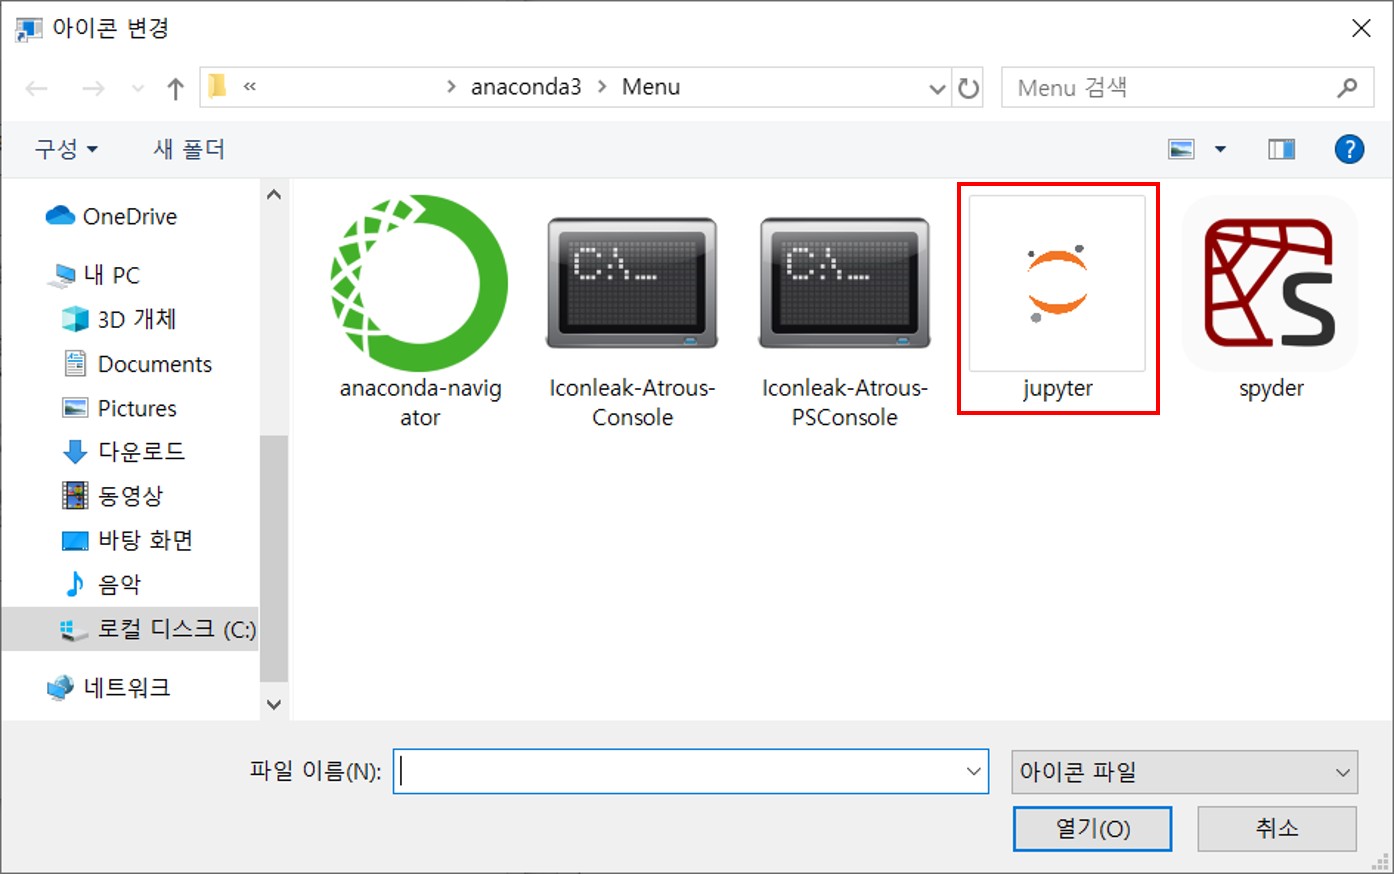 아이콘 변경
« > anaconda3 > Menu
Menu 검색
구성 새 폴더
?
OneDrive
내 PC
3D 개체
Documents
Pictures
다운로드
동영상
바탕 화면
음악
로컬 디스크 (C:)
네트워크
C:\_
C:\_
S
anaconda-navig
ator
Iconleak-Atrous-
Console
Iconleak-Atrous-
PSConsole
jupyter
spyder
파일 이름(N):
아이콘 파일
열기(O)
취소